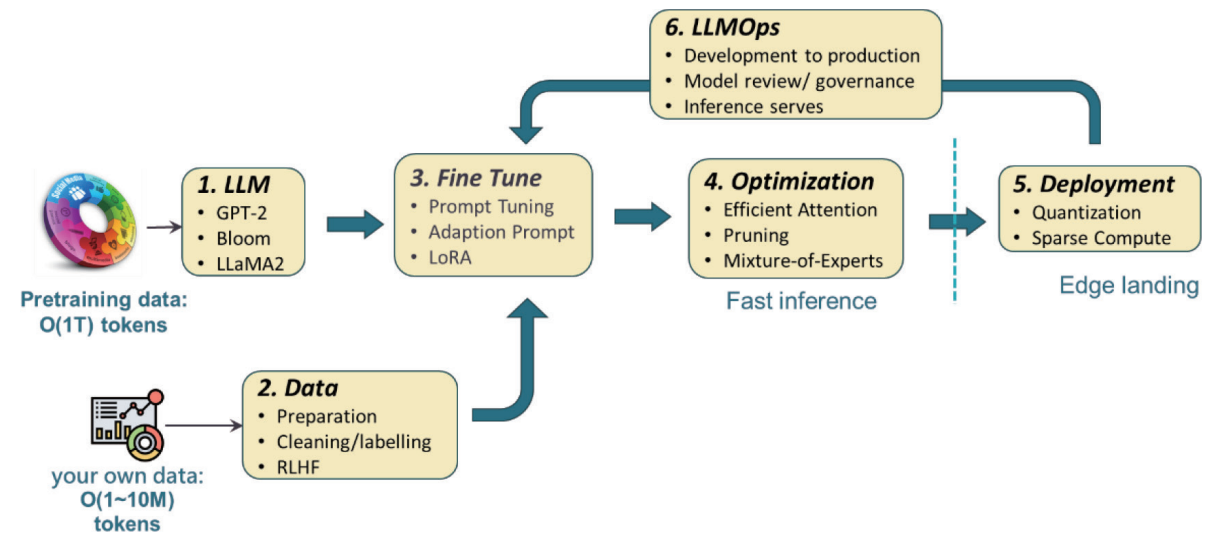 6. LLMOps
• Development to production
• Model review/ governance
• Inference serves
Social Media
1. LLM
• GPT-2
• Bloom
• LLaMA2
3. Fine Tune
• Prompt Tuning
• Adaption Prompt
• LoRA
4. Optimization
• Efficient Attention
• Pruning
• Mixture-of-Experts
5. Deployment
• Quantization
• Sparse Compute
Pretraining data:
O(1T) tokens
Fast inference
Edge landing
2. Data
• Preparation
• Cleaning/labelling
• RLHF
your own data:
O(1~10M)
tokens